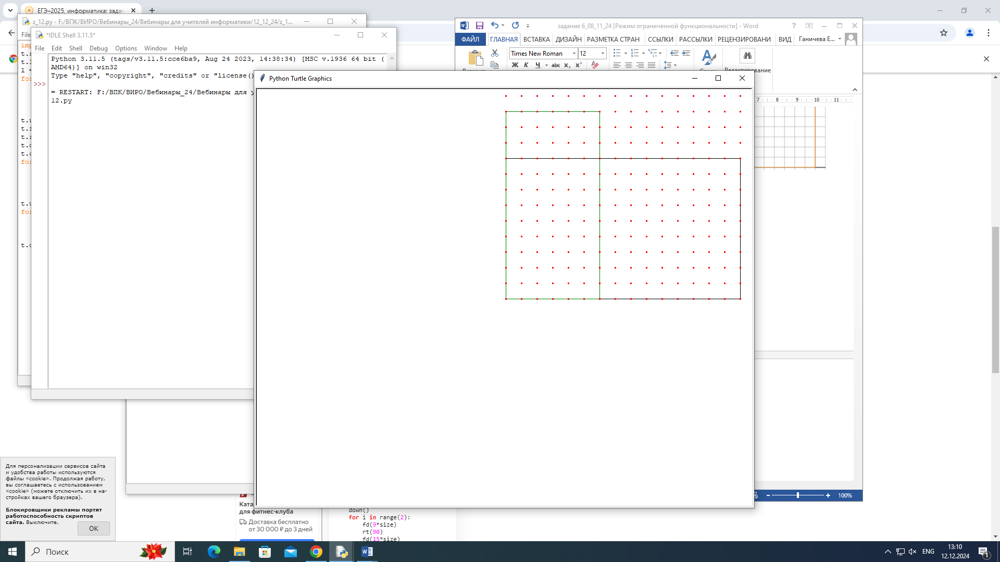 ЕГЭ–2025, информатика: зада
z_12.py - F:/ВПК/ВИРО/Вебинары_24/Вебинары для учителей информатики/12_12_24/z_1...
File
*IDLE Shell 3.11.5*
File Edit Shell Debug Options Window Help
Python 3.11.5 (tags/v3.11.5:cce6ba9, Aug 24 2023, 14:38:34) [MSC v.1936 64 bit (
AMD64)] on win32
Type "help", "copyright", "credits" or "license()
>>>
= RESTART: F:/ВПК/ВИРО/Вебинары_24/Вебинары для у
12.py
imp
t.s
t.l
l =
for
t.u
t.f
t.r
t.c
t.c
for
t.u
for
t.c
задание 6_08_11_24 [Режим ограниченной функциональности] - Word
ФАЙЛ ГЛАВНАЯ ВСТАВКА ДИЗАЙН РАЗМЕТКА СТРАН ССЫЛКИ РАССЫЛКИ РЕЦЕНЗИРОВАНИ ВИД Ганичева Е...
Times New Roman 12
Ж К Ч abc x₂ x²
Редактирование
Python Turtle Graphics
7 8 9 10 11
100%
Для персонализации сервисов сайта
и удобства работы используются
файлы «cookie». Продолжая работу,
вы соглашаетесь с использованием
«cookie» (можете отключить их в на-
стройках вашего браузера).
Блокировщики рекламы портят
работоспособность скриптов
сайта. Выключите.
OK
Ката
для фитнес-клуба
Доставка бесплатно
от 30 000 ₽ до 3 дней
down()
for i in range(2):
fd(9*size)
rt(90)
fd(15*size)
Поиск
ENG
13:10
12.12.2024
1